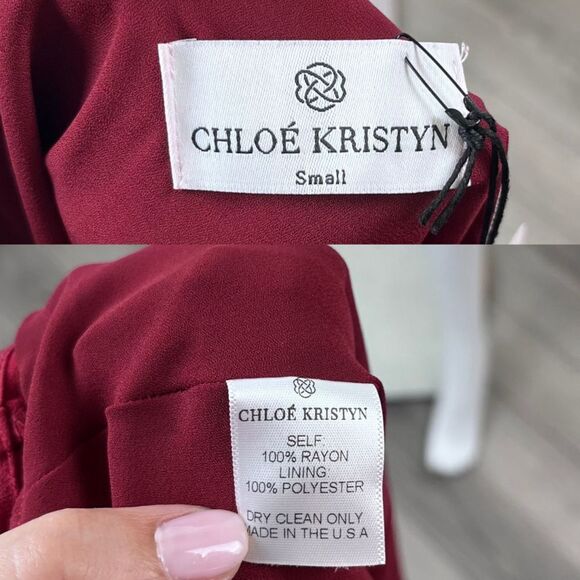 CHLOÉ KRISTYN
Small
CHLOÉ KRISTYN
SELF:
100% RAYON
LINING:
100% POLYESTER
DRY CLEAN ONLY
MADE IN THE U S A